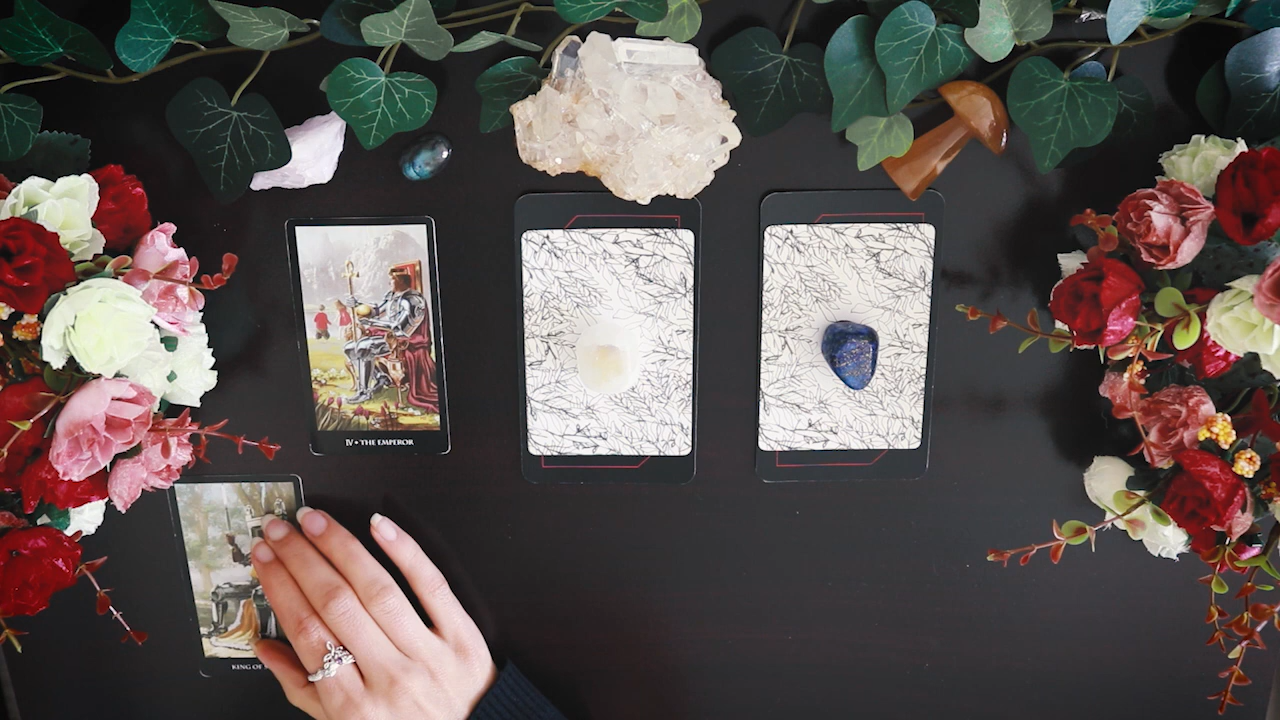 IV • THE EMPEROR
KING OF